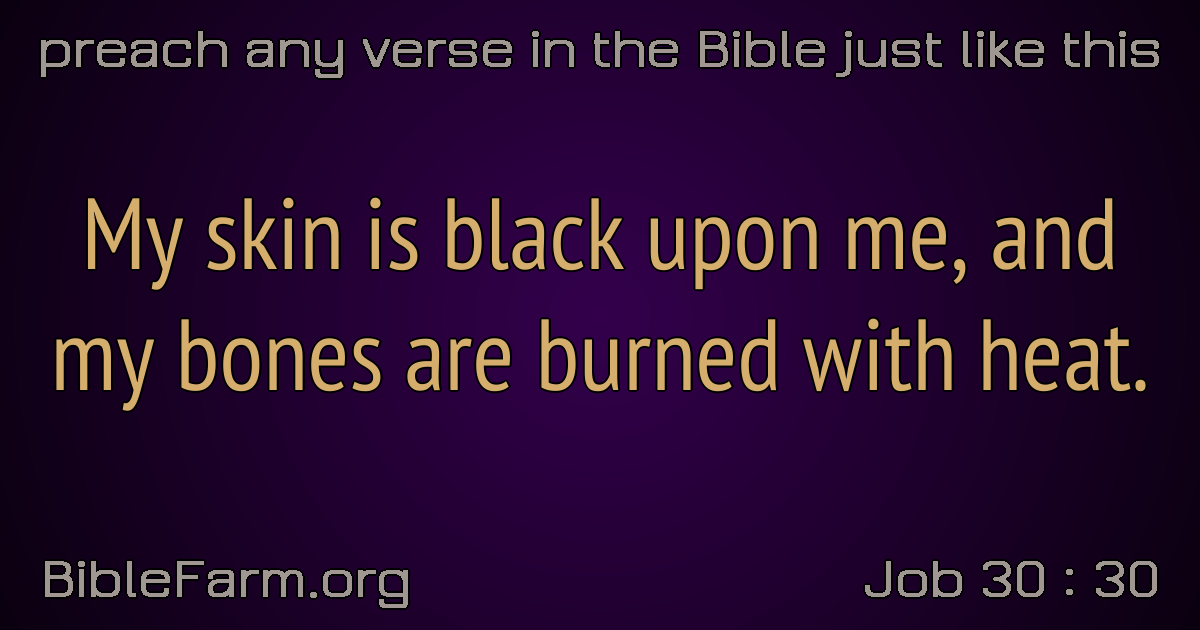 preach any verse in the Bible just like this
My skin is black upon me, and
my bones are burned with heat.
BibleFarm.org
Job 30 : 30